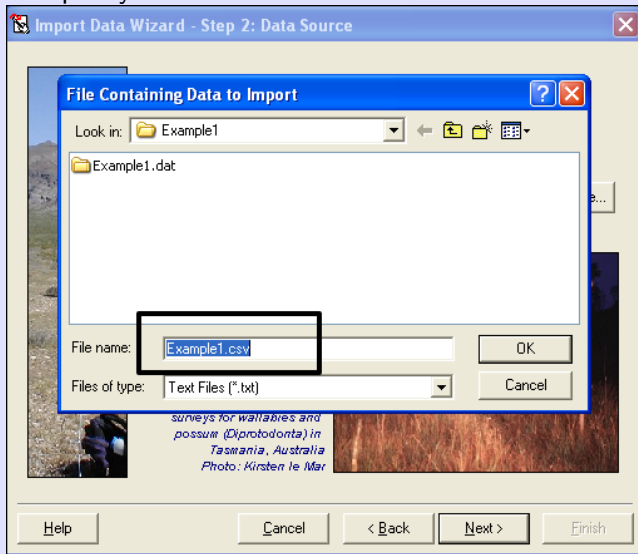 Import Data Wizard - Step 2: Data Source
File Containing Data to Import
Look in: Example1
Example1.dat
File name: Example1.csv
OK
Files of type: Text Files (*.txt)
Cancel
surveys for wallabies and
possum (Diprotodonta) in
Tasmania, Australia
Photo: Kirsten le Mar
Help
Cancel
< Back
Next >
Finish